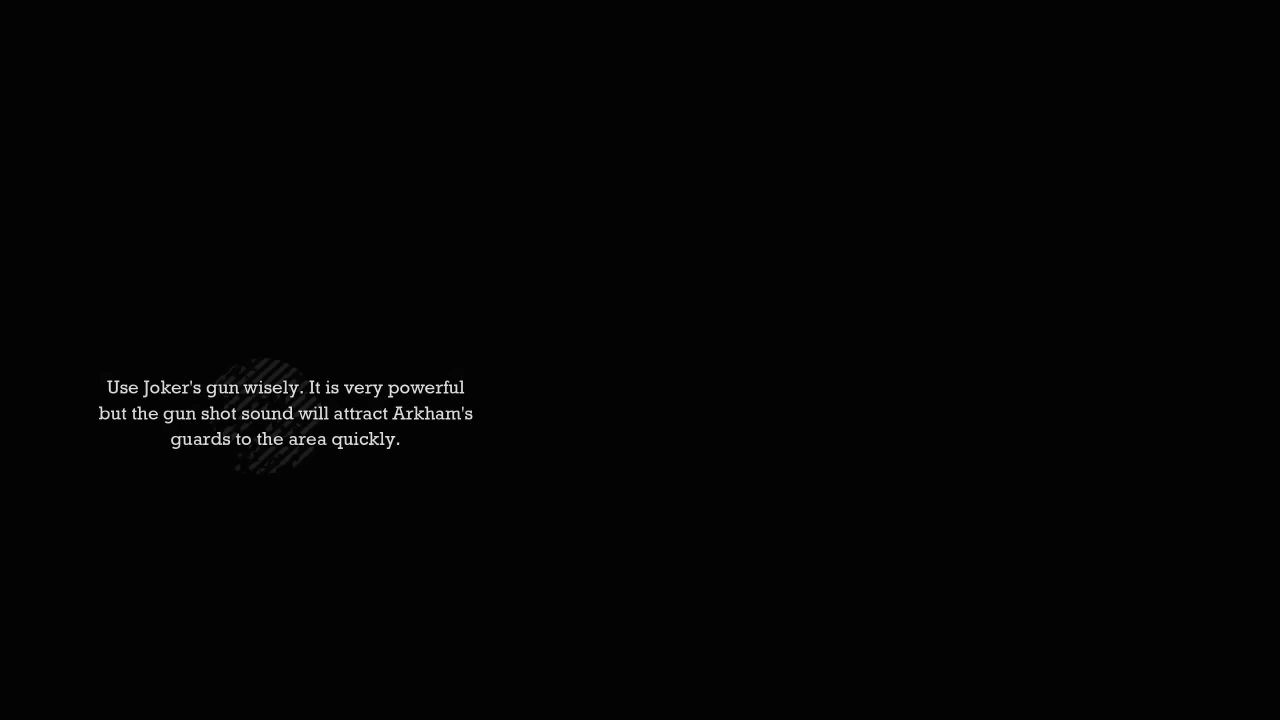 Use Joker's gun wisely. It is very powerful
but the gun shot sound will attract Arkham's
guards to the area quickly.